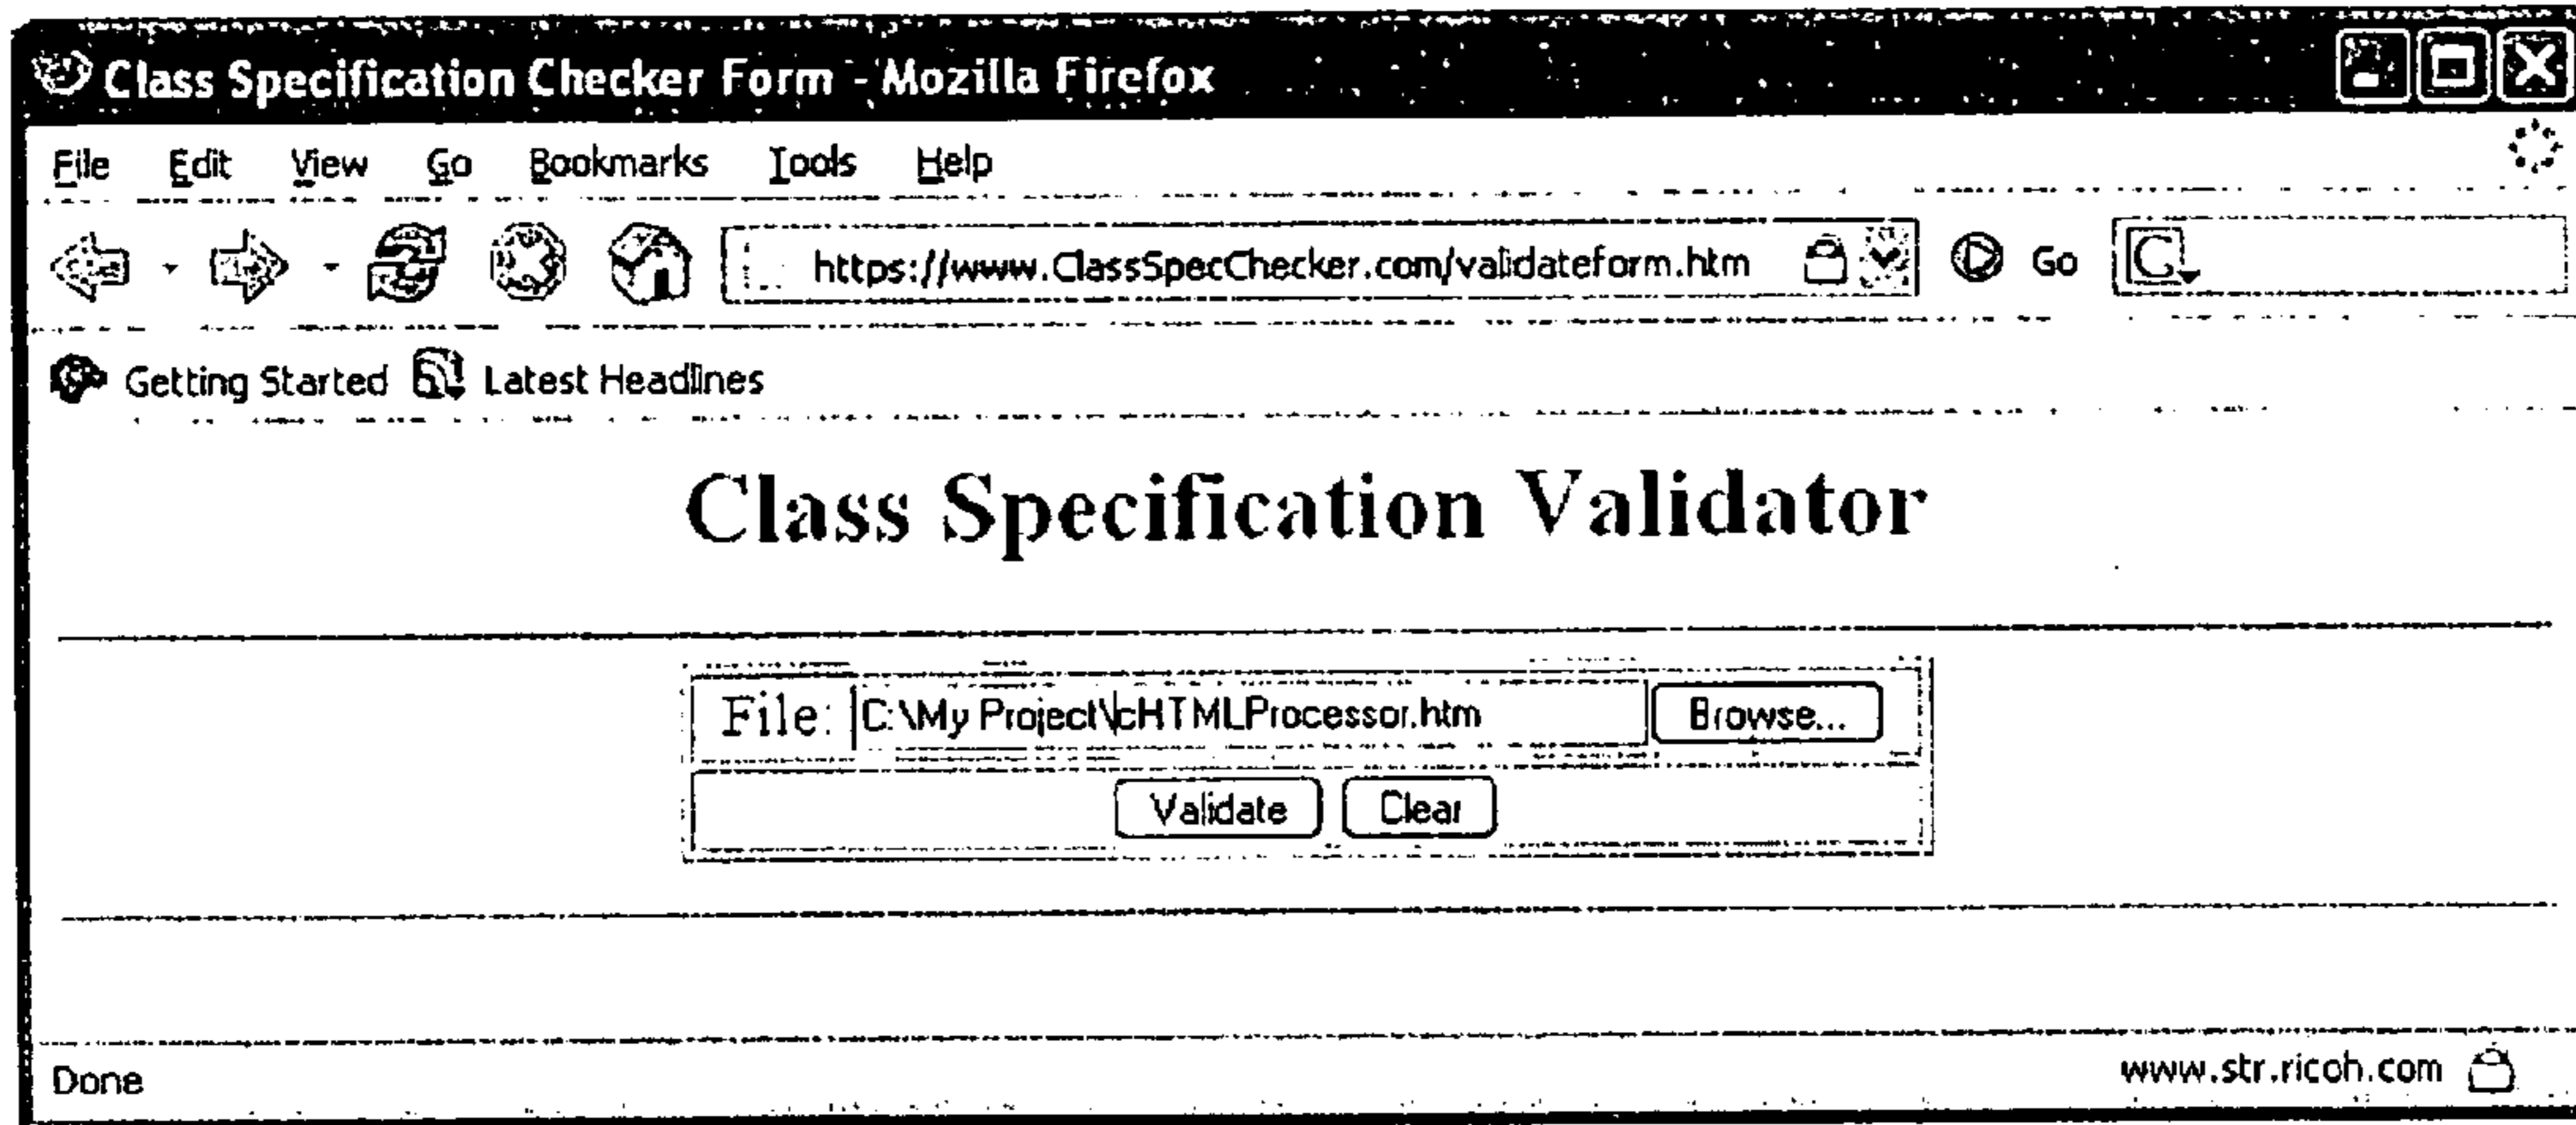 Class Specification Checker Form - Mozilla Firefox
File Edit View Go Bookmarks Tools Help
https://www.ClassSpecChecker.com/validateform.htm Go
Getting Started Latest Headlines
Class Specification Validator
File: C:\My Project\cHTMLProcessor.htm Browse...
Validate Clear
Done www.str.ricoh.com